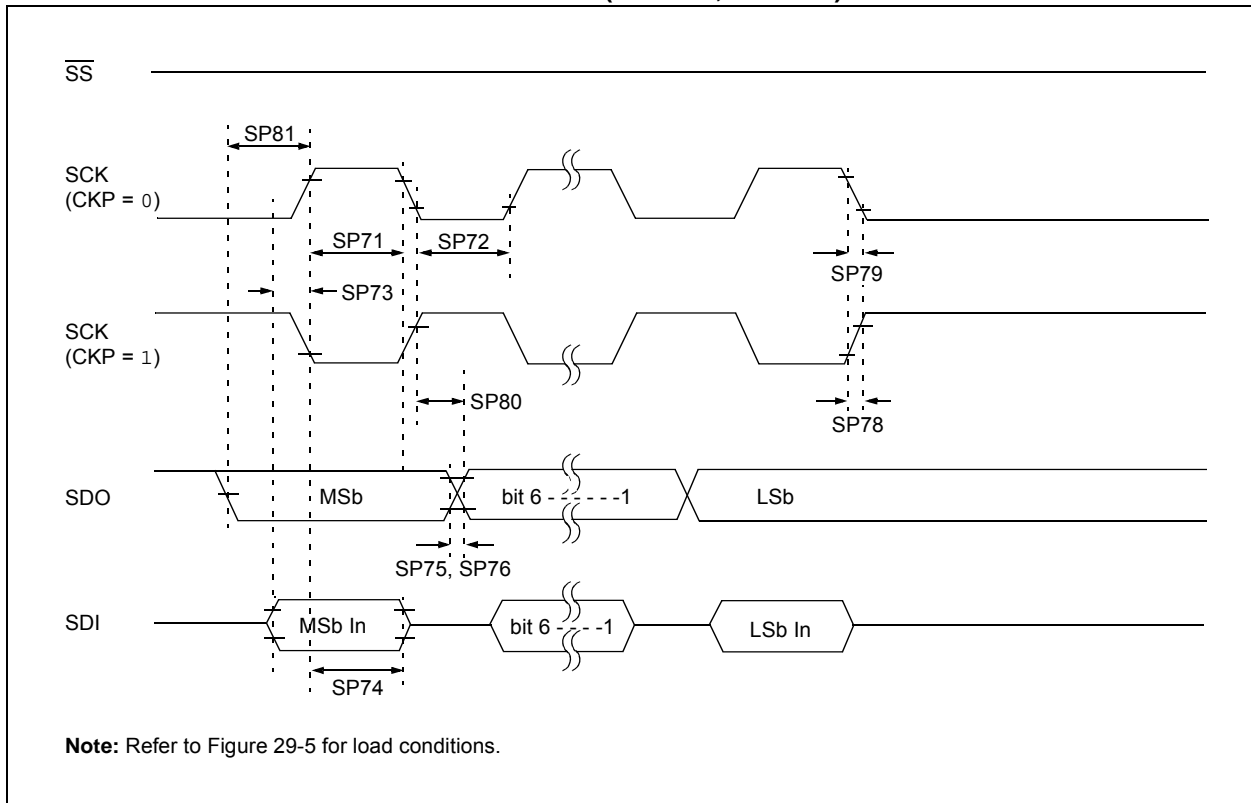 SS
SP81
SCK
(CKP = 0)
SP71
SP72
SP79
SP73
SCK
(CKP = 1)
SP80
SP78
SDO
MSb
bit 6 - - - - - - -1
LSb
SP75, SP76
SDI
MSb In
bit 6 - - - -1
LSb In
SP74
Note: Refer to Figure 29-5 for load conditions.